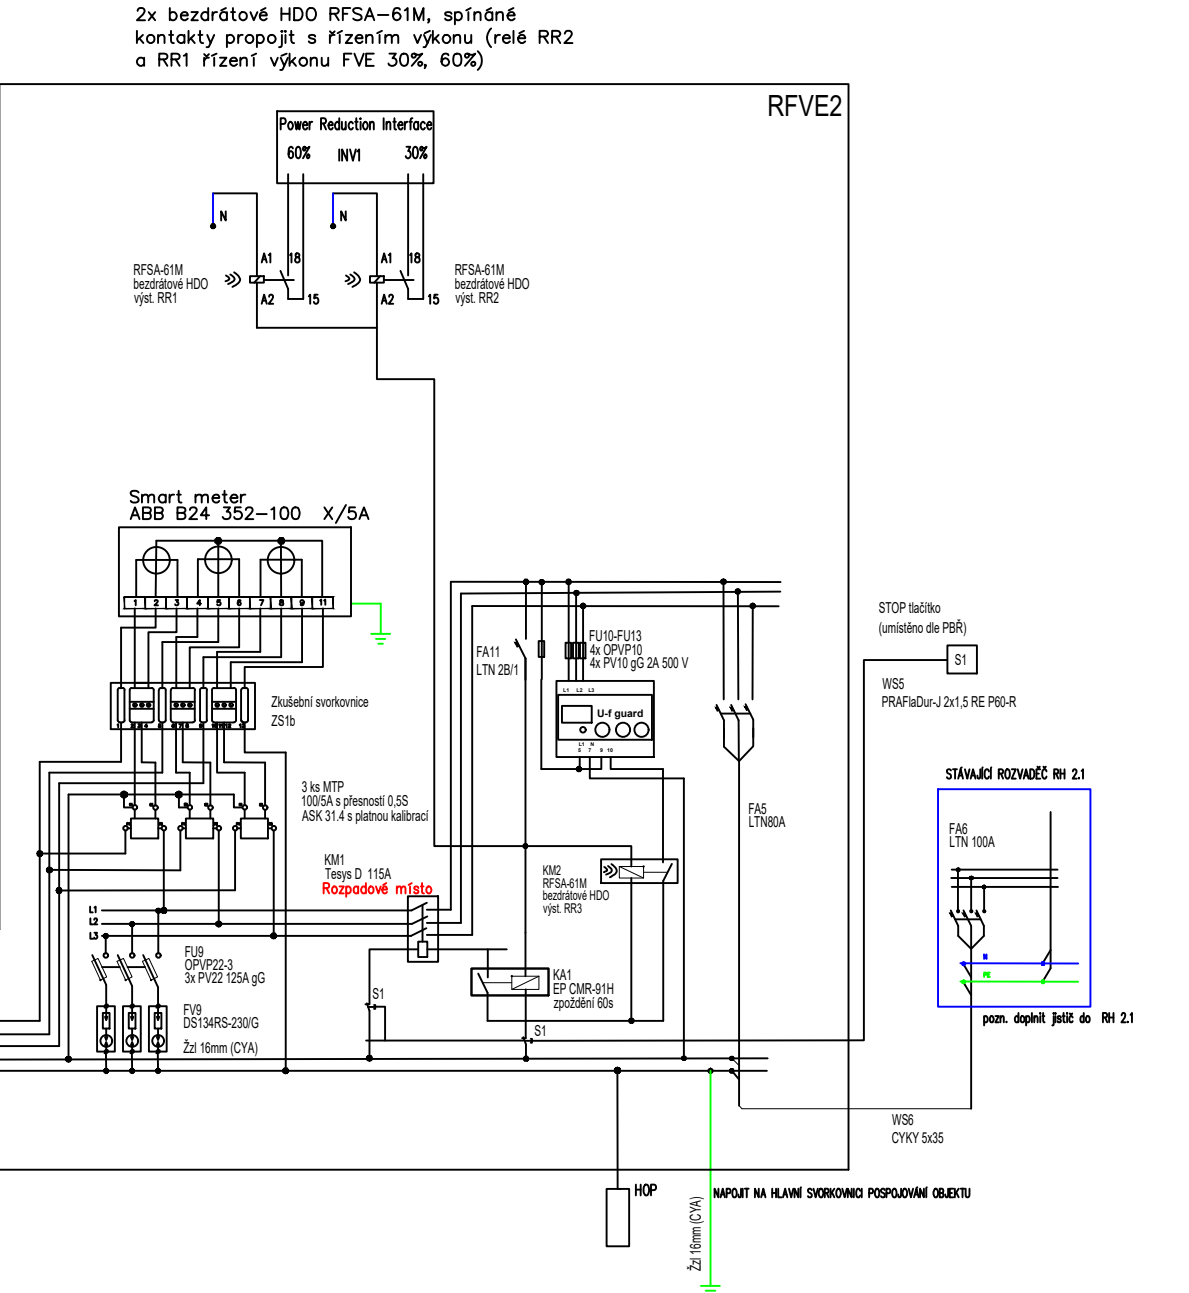 2x bezdrátové HDO RFSA-61M, spínáné
kontakty propojit s řízením výkonu (relé RR2
a RR1 řízení výkonu FVE 30%, 60%)
RFVE2
Power Reduction Interface
60% INV1 30%
N
N
A1 18
A1 18
RFSA-61M
bezdrátové HDO
výst. RR1
A2 15
A2 15
RFSA-61M
bezdrátové HDO
výst. RR2
Smart meter
ABB B24 352-100 X/5A
1 2 3 4 5 6 7 8 9 11
Zkušební svorkovnice
ZS1b
FA11
LTN 2B/1
FU10-FU13
4x OPVP10
4x PV10 gG 2A 500 V
L1 L2 L3
U-f guard
L1 N
5 7 9 10
STOP tlačítko
(umístěno dle PBŘ)
S1
WS5
PRAFlaDur-J 2x1,5 RE P60-R
3 ks MTP
100/5A s přesností 0,5S
ASK 31.4 s platnou kalibrací
FA5
LTN80A
STÁVAJÍCÍ ROZVADĚČ RH 2.1
FA6
LTN 100A
N
PE
pozn. doplnit jistič do RH 2.1
KM1
Tesys D 115A
Rozpadové místo
KM2
RFSA-61M
bezdrátové HDO
výst. RR3
L1
L2
L3
FU9
OPVP22-3
3x PV22 125A gG
FV9
DS134RS-230/G
Žzl 16mm (CYA)
S1
KA1
EP CMR-91H
zpoždění 60s
S1
WS6
CYKY 5x35
HOP
Žzl 16mm (CYA)
NAPOJIT NA HLAVNÍ SVORKOVNICI POSPOJOVÁNÍ OBJEKTU